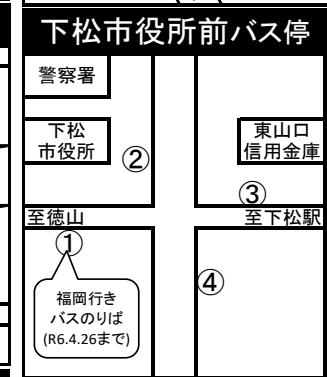 下松市役所前バス停
警察署
下松
市役所
東山口
信用金庫
②
③
至徳山
至下松駅
①
④
福岡行き
バスのりば
(R6.4.26まで)